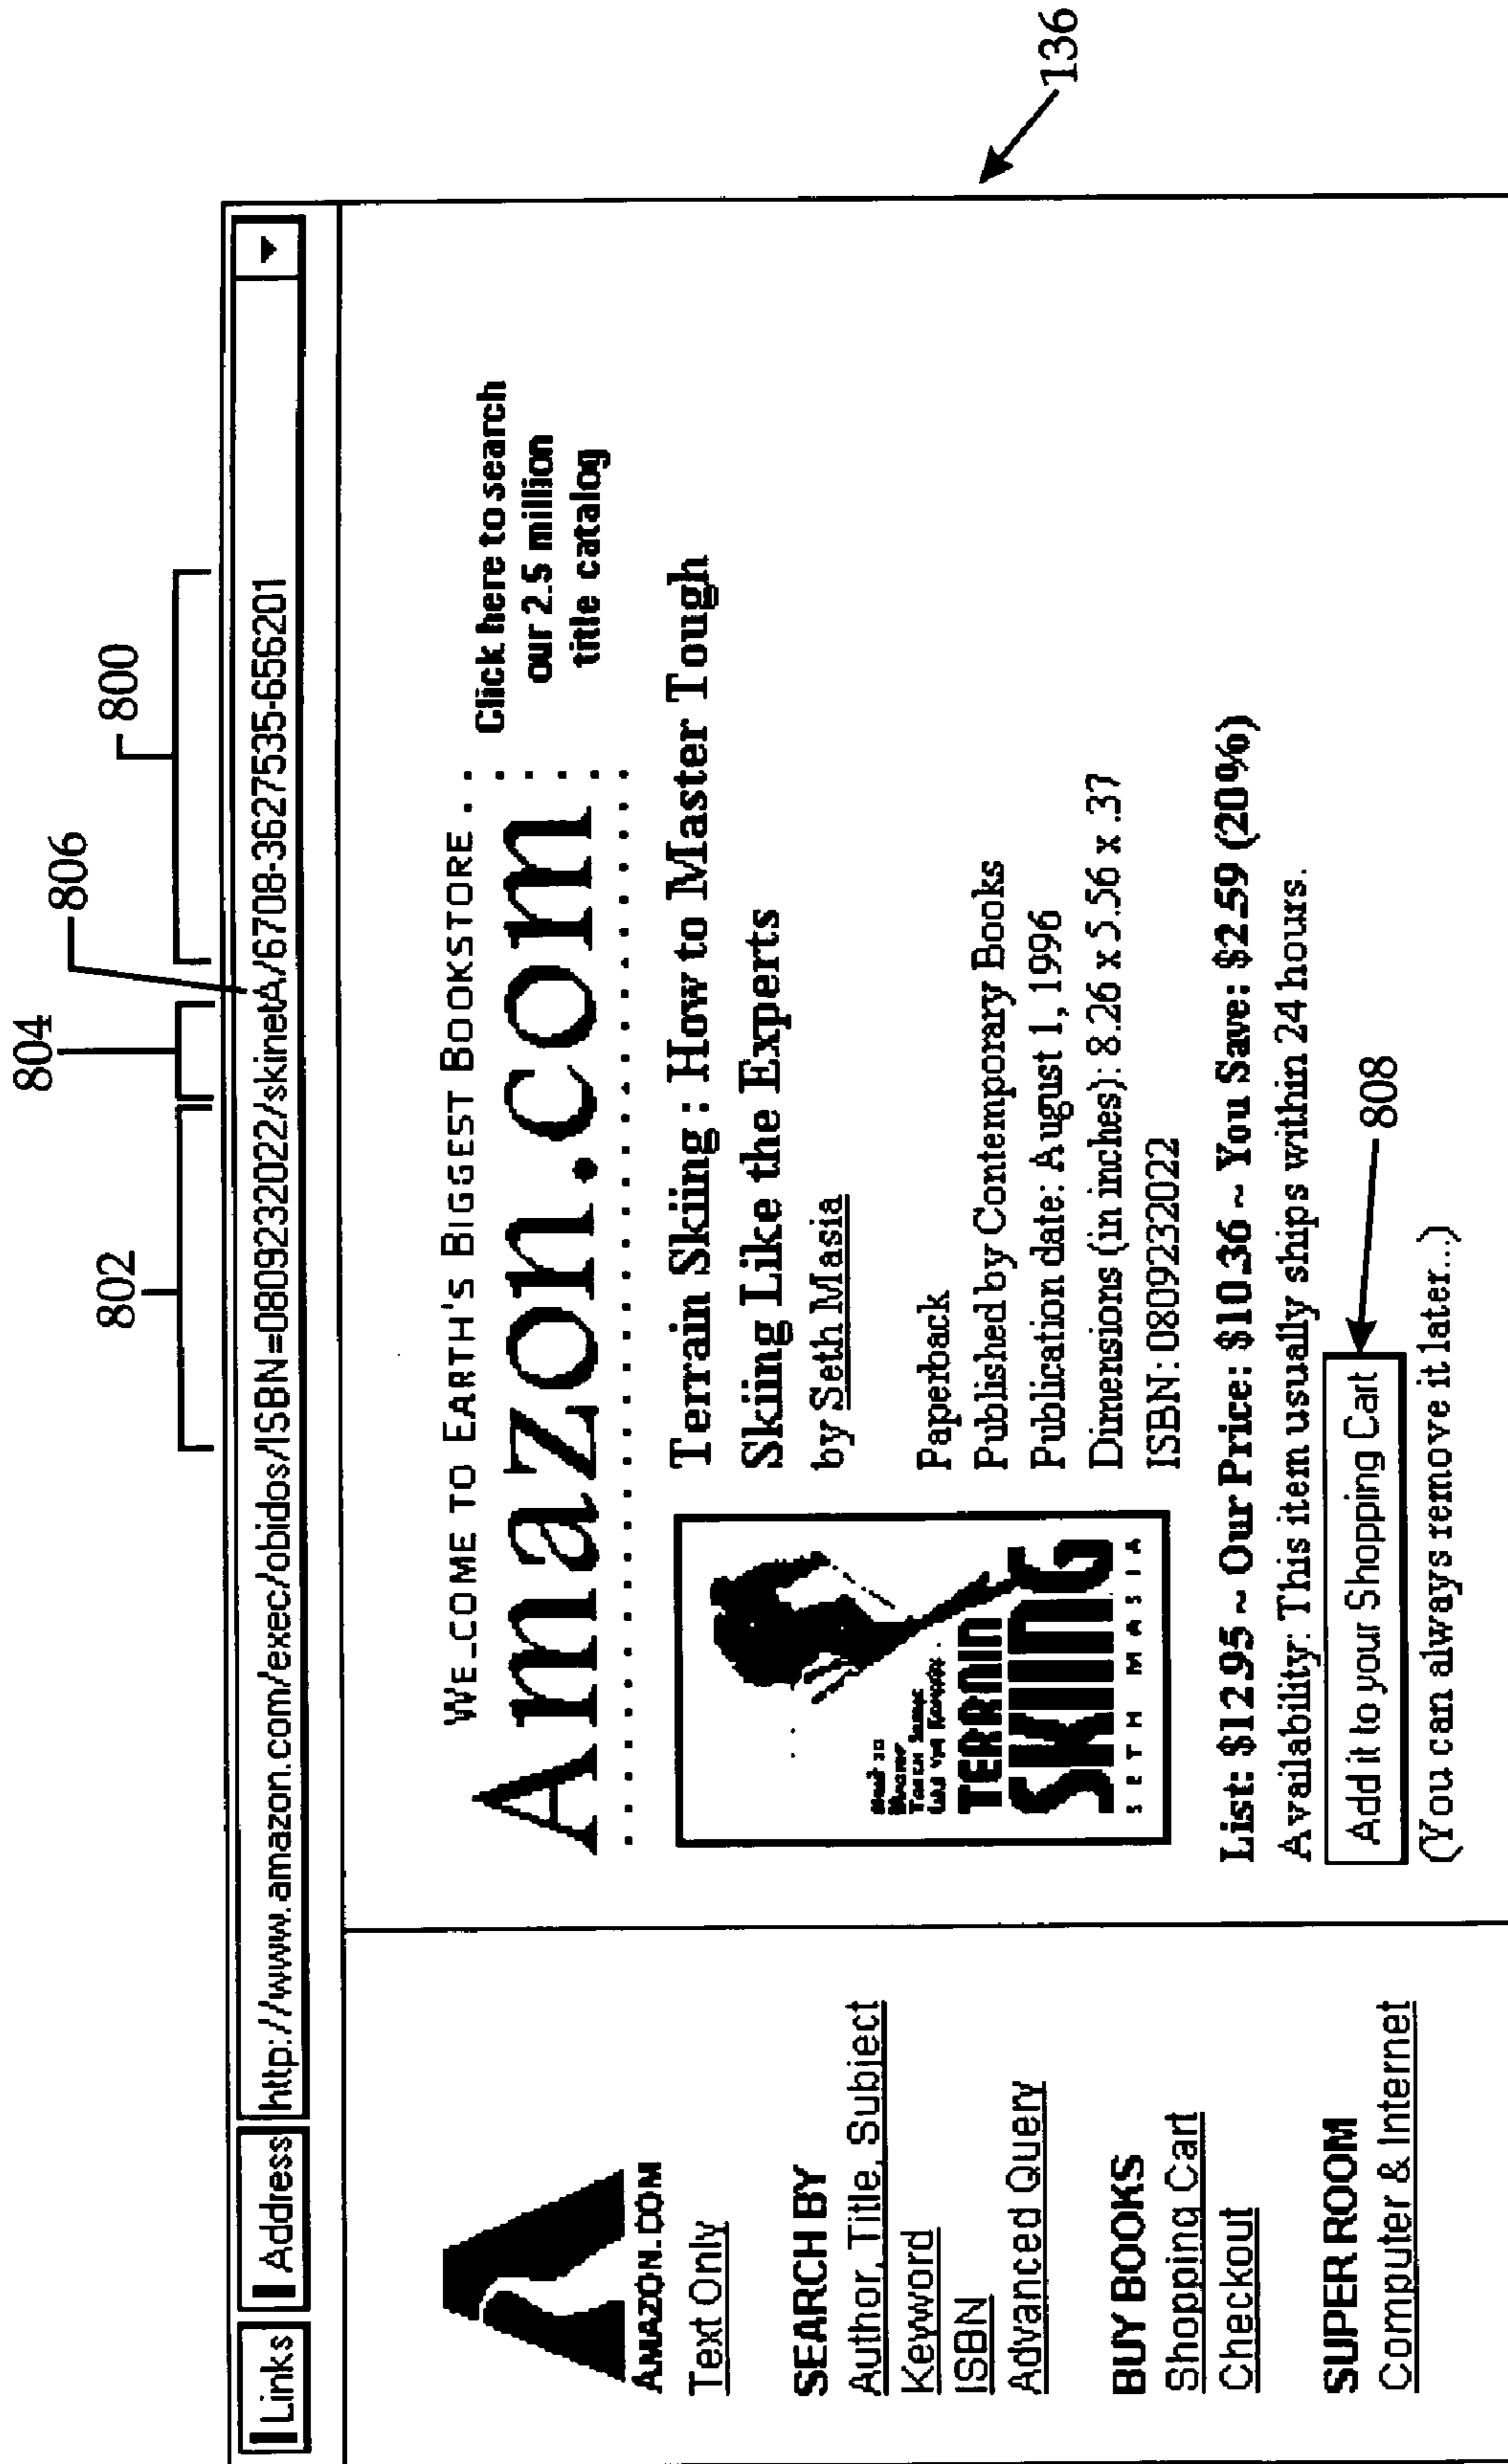 802
804
806
800
Links
Address
http://www.amazon.com/exec/obidos/ISBN=0809232022/skinetA/6708-3627535-656201
136
AMAZON.COM
Text Only
SEARCH BY
Author, Title, Subject
Keyword
ISBN
Advanced Query
BUY BOOKS
Shopping Cart
Checkout
SUPER ROOM
Computer & Internet
WELCOME TO EARTH'S BIGGEST BOOKSTORE
Amazon.com
Click here to search
our 2.5 million
title catalog
Terrain Skiing : How to Master Tough
Skiing Like the Experts
by Seth Masia
TERRAIN
SKIING
SETH MASIA
Paperback
Published by Contemporary Books
Publication date: August 1, 1996
Dimensions (in inches): 8.26 x 5.56 x .37
ISBN: 0809232022
List: $12.95 ~ Our Price: $10.36 ~ You Save: $2.59 (20%)
Availability: This item usually ships within 24 hours.
Add it to your Shopping Cart
808
(You can always remove it later...)